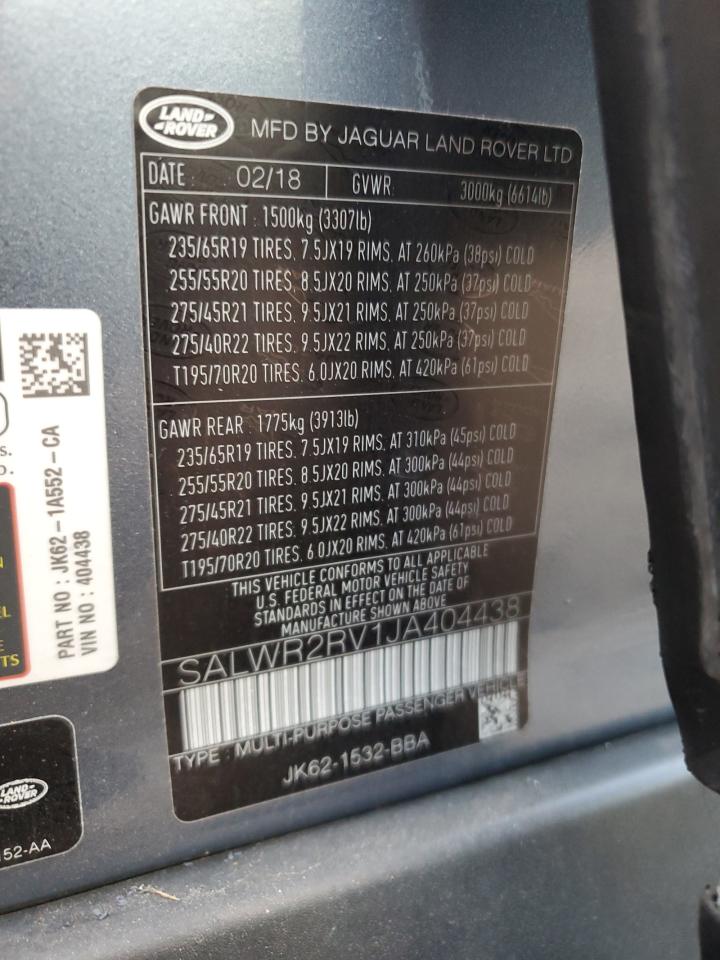 LAND-
-ROVER
MFD BY JAGUAR LAND ROVER LTD
DATE : 02/18 GVWR: 3000kg (6614lb)
GAWR FRONT : 1500kg (3307lb)
235/65R19 TIRES, 7.5JX19 RIMS, AT 260kPa (38psi) COLD
255/55R20 TIRES, 8.5JX20 RIMS, AT 250kPa (37psi) COLD
275/45R21 TIRES, 9.5JX21 RIMS, AT 250kPa (37psi) COLD
275/40R22 TIRES, 9.5JX22 RIMS, AT 250kPa (37psi) COLD
T195/70R20 TIRES, 6.0JX20 RIMS, AT 420kPa (61psi) COLD
GAWR REAR : 1775kg (3913lb)
235/65R19 TIRES, 7.5JX19 RIMS, AT 310kPa (45psi) COLD
255/55R20 TIRES, 8.5JX20 RIMS, AT 300kPa (44psi) COLD
275/45R21 TIRES, 9.5JX21 RIMS, AT 300kPa (44psi) COLD
275/40R22 TIRES, 9.5JX22 RIMS, AT 300kPa (44psi) COLD
T195/70R20 TIRES, 6.0JX20 RIMS, AT 420kPa (61psi) COLD
THIS VEHICLE CONFORMS TO ALL APPLICABLE
U.S. FEDERAL MOTOR VEHICLE SAFETY
STANDARDS IN EFFECT ON THE DATE OF
MANUFACTURE SHOWN ABOVE
SALWR2RV1JA404438
TYPE : MULTI-PURPOSE PASSENGER VEHICLE
JK62-1532-BBA
PART NO : JK62-1A552-CA
VIN NO : 404438
LAND-
-ROVER
152-AA